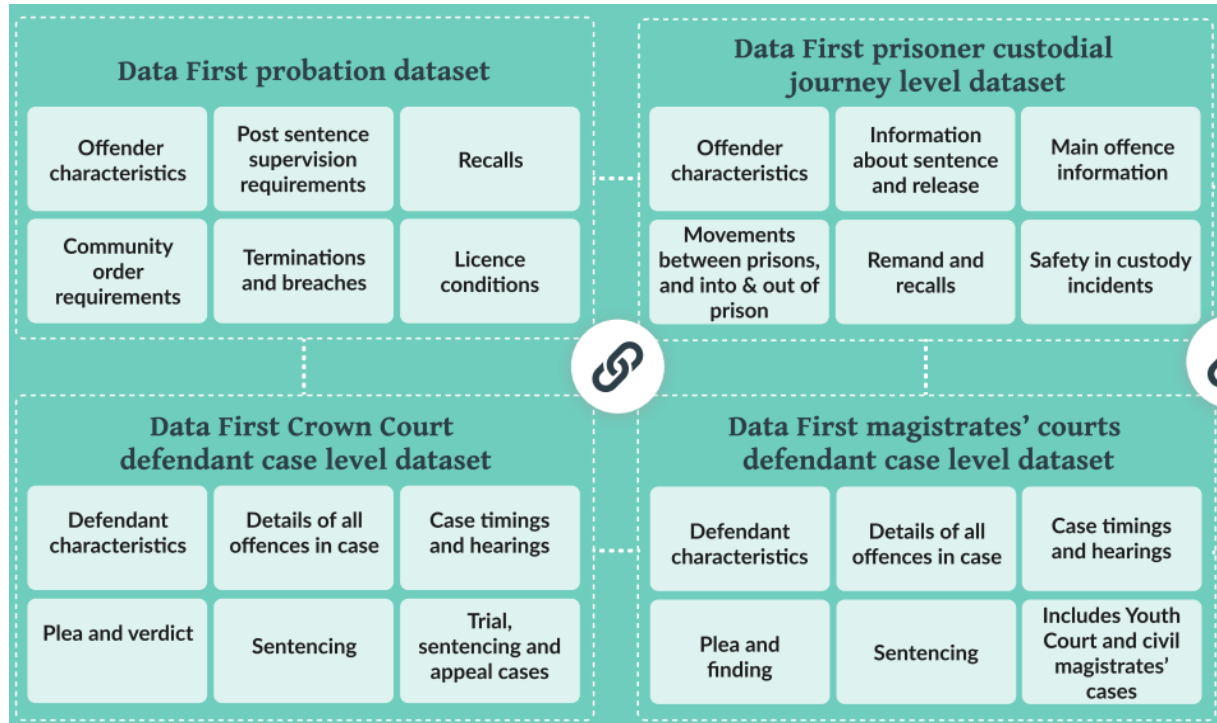 Data First probation dataset
Offender
characteristics
Post sentence
supervision
requirements
Recalls
Community
order
requirements
Terminations
and breaches
Licence
conditions
Data First prisoner custodial
journey level dataset
Offender
characteristics
Information
about sentence
and release
Main offence
information
Movements
between prisons,
and into & out of
prison
Remand and
recalls
Safety in custody
incidents
Data First Crown Court
defendant case level dataset
Defendant
characteristics
Details of all
offences in case
Case timings
and hearings
Plea and verdict
Sentencing
Trial,
sentencing and
appeal cases
Data First magistrates’ courts
defendant case level dataset
Defendant
characteristics
Details of all
offences in case
Case timings
and hearings
Plea and
finding
Sentencing
Includes Youth
Court and civil
magistrates’
cases